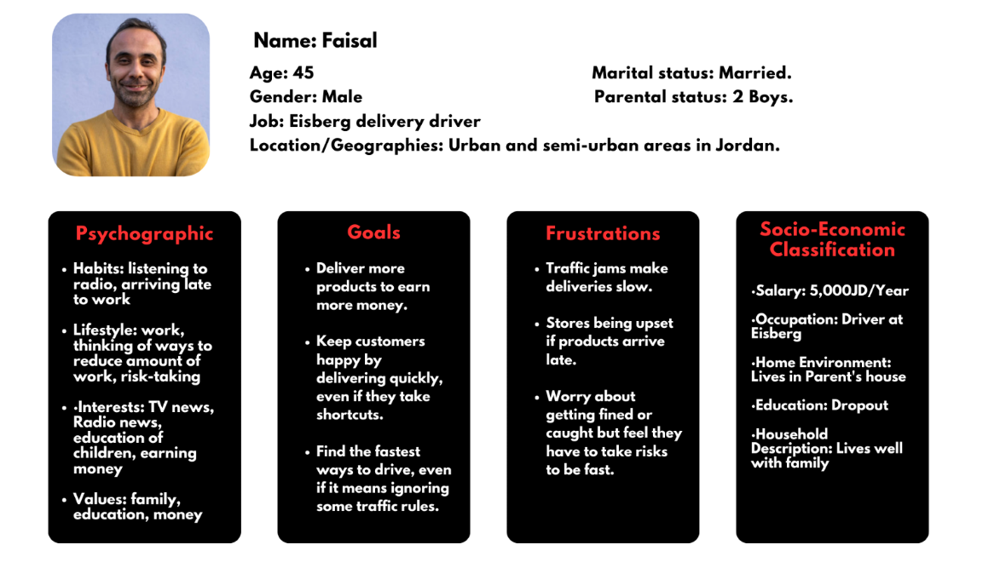 Name: Faisal
Age: 45
Marital status: Married.
Gender: Male
Parental status: 2 Boys.
Job: Eisberg delivery driver
Location/Geographies: Urban and semi-urban areas in Jordan.
Psychographic
• Habits: listening to
radio, arriving late
to work
• Lifestyle: work,
thinking of ways to
reduce amount of
work, risk-taking
• •Interests: TV news,
Radio news,
education of
children, earning
money
• Values: family,
education, money
Goals
• Deliver more
products to earn
more money.
• Keep customers
happy by
delivering quickly,
even if they take
shortcuts.
• Find the fastest
ways to drive, even
if it means ignoring
some traffic rules.
Frustrations
• Traffic jams make
deliveries slow.
• Stores being upset
if products arrive
late.
• Worry about
getting fined or
caught but feel they
have to take risks
to be fast.
Socio-Economic
Classification
•Salary: 5,000JD/Year
•Occupation: Driver at
Eisberg
•Home Environment:
Lives in Parent's house
•Education: Dropout
•Household
Description: Lives well
with family